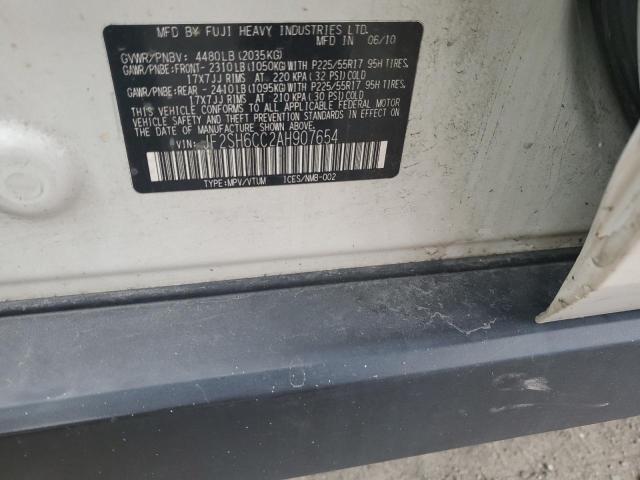 MFD BY FUJI HEAVY INDUSTRIES LTD.
MFD IN 06/10
GVWR/PNBV: 4480LB (2035KG)
GAWR/PNBE:FRONT-2310LB(1050KG)WITH P225/55R17 95H TIRES,
17X7JJ RIMS AT 220 KPA (32 PSI)COLD
GAWR/PNBE:REAR -2410LB(1095KG)WITH P225/55R17 95H TIRES,
17X7JJ RIMS AT 210 KPA (30 PSI)COLD
THIS VEHICLE CONFORMS TO ALL APPLICABLE FEDERAL MOTOR
VEHICLE SAFETY AND THEFT PREVENTION STANDARDS IN
EFFECT ON THE DATE OF MANUFACTURE SHOWN ABOVE.
VIN: JF2SH6CC2AH907654
TYPE:MPV/VTUM ICES/NMB-002